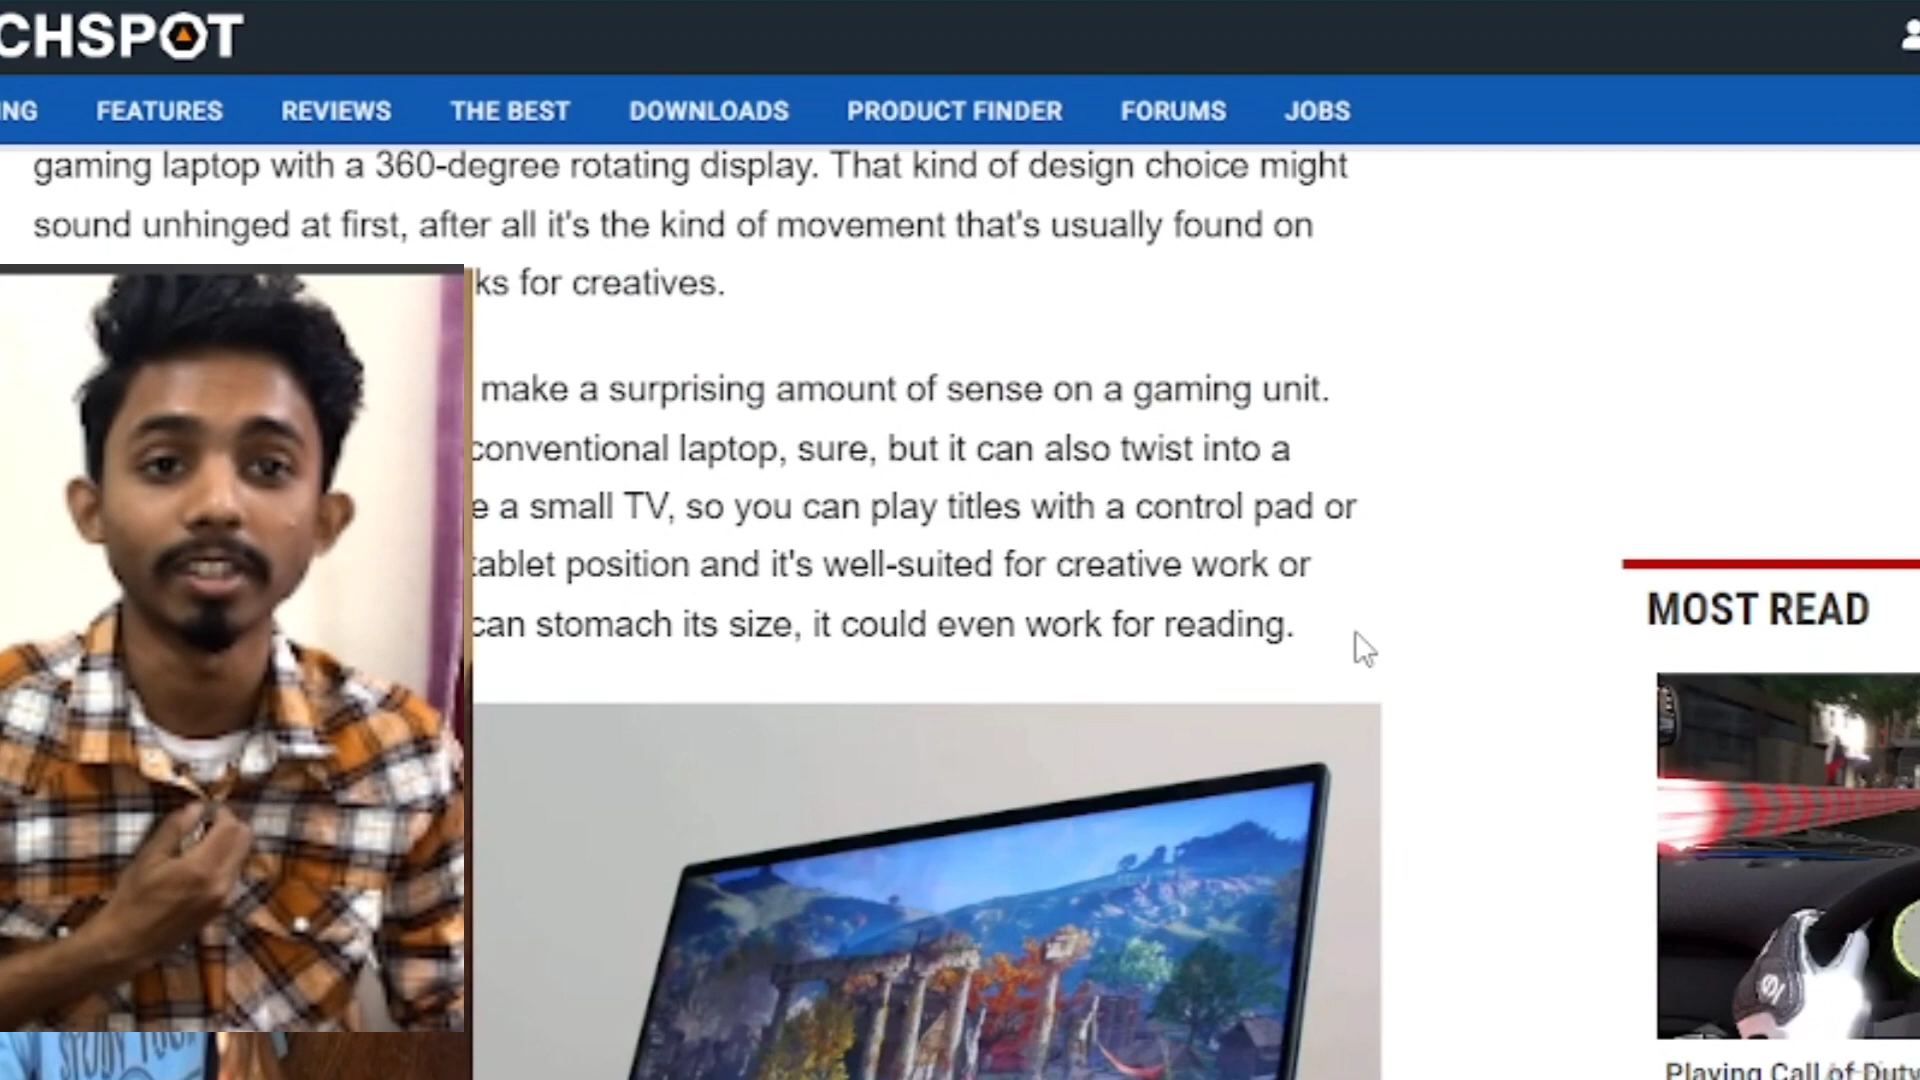 CHSPOT
NG FEATURES REVIEWS THE BEST DOWNLOADS PRODUCT FINDER FORUMS JOBS
gaming laptop with a 360-degree rotating display. That kind of design choice might
sound unhinged at first, after all it's the kind of movement that's usually found on
ks for creatives.
make a surprising amount of sense on a gaming unit.
conventional laptop, sure, but it can also twist into a
e a small TV, so you can play titles with a control pad or
tablet position and it's well-suited for creative work or
can stomach its size, it could even work for reading.
MOST READ
Playing Call of Duty
STUDY YOU